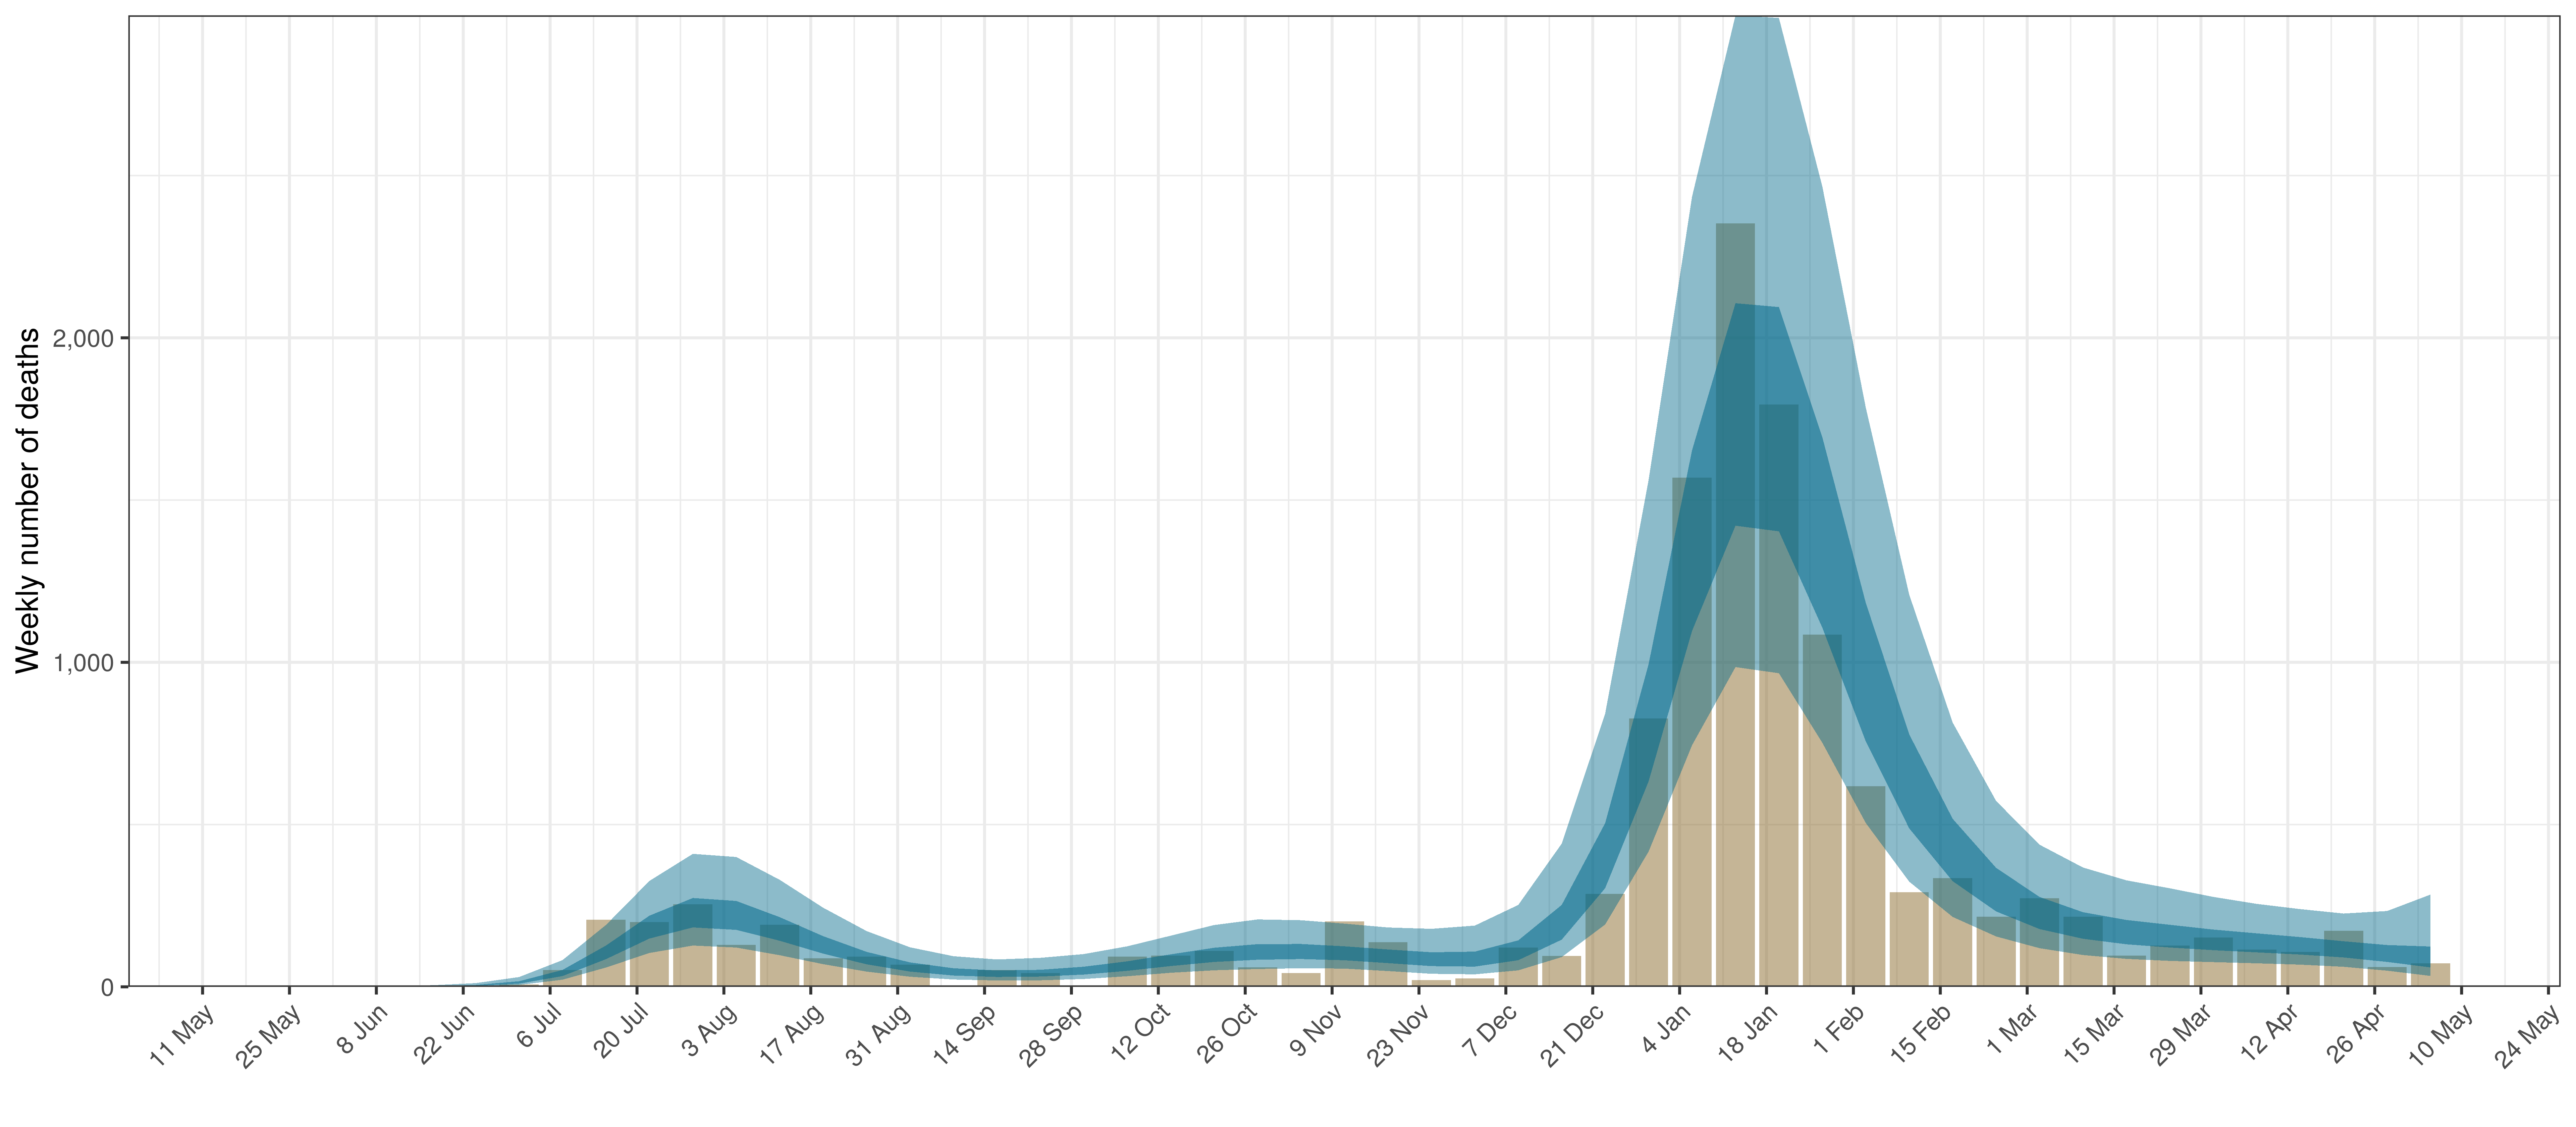 Weekly number of deaths
2,000
1,000
0
11 May
25 May
8 Jun
22 Jun
6 Jul
20 Jul
3 Aug
17 Aug
31 Aug
14 Sep
28 Sep
12 Oct
26 Oct
9 Nov
23 Nov
7 Dec
21 Dec
4 Jan
18 Jan
1 Feb
15 Feb
1 Mar
15 Mar
29 Mar
12 Apr
26 Apr
10 May
24 May